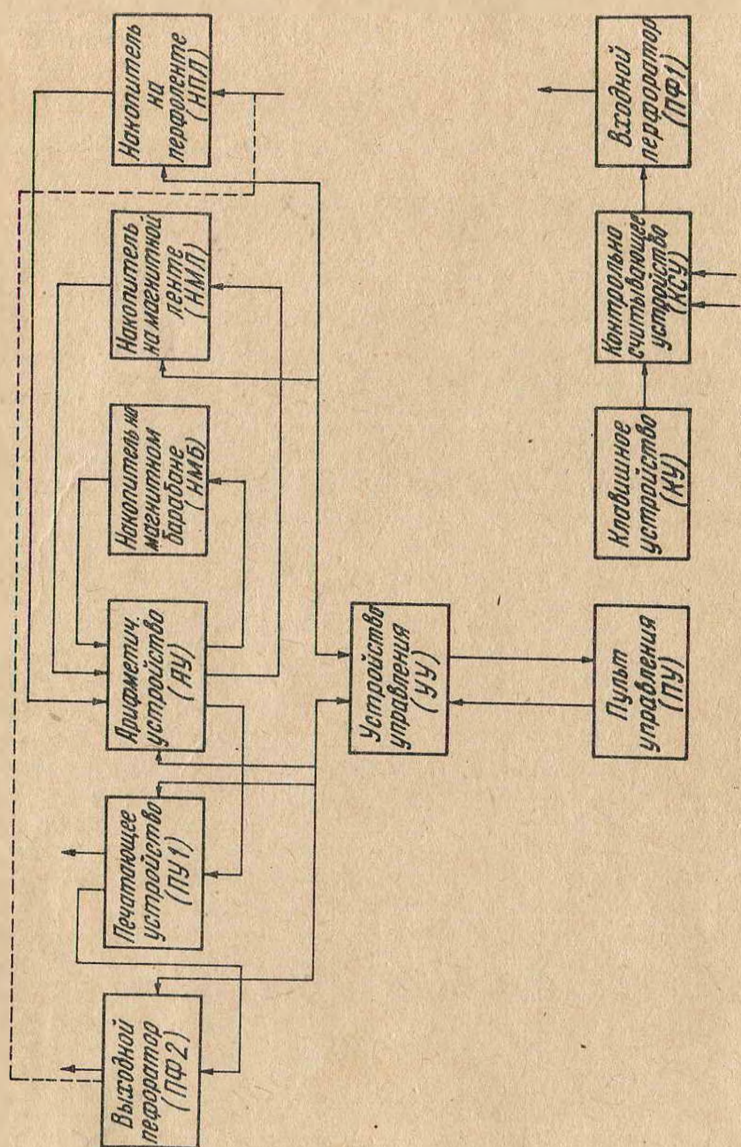 Выходной
пефоратор
(ПФ2)
Печатающее
устройство
(ПУ1)
Арифметич.
устройство
(АУ)
Накопитель на
магнитном
барабане
(НМБ)
Накопитель
на магнитной
ленте
(НМЛ)
Накопитель
на
перфоленте
(НПЛ)
Устройство
управления
(УУ)
Пульт
управления
(ПУ)
Клавишное
устройство
(КУ)
Контрольно
считывающее
устройство
(КСУ)
Входной
перфоратор
(ПФ1)